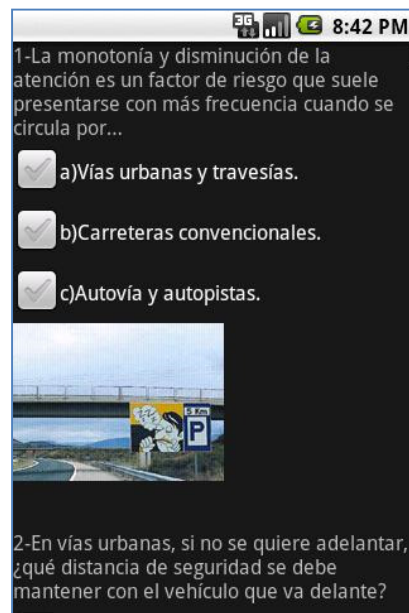 3G 8:42 PM
1-La monotonía y disminución de la
atención es un factor de riesgo que suele
presentarse con más frecuencia cuando se
circula por...
a)Vías urbanas y travesías.
b)Carreteras convencionales.
c)Autovía y autopistas.
5 Km
P
2-En vías urbanas, si no se quiere adelantar,
¿qué distancia de seguridad se debe
mantener con el vehículo que va delante?